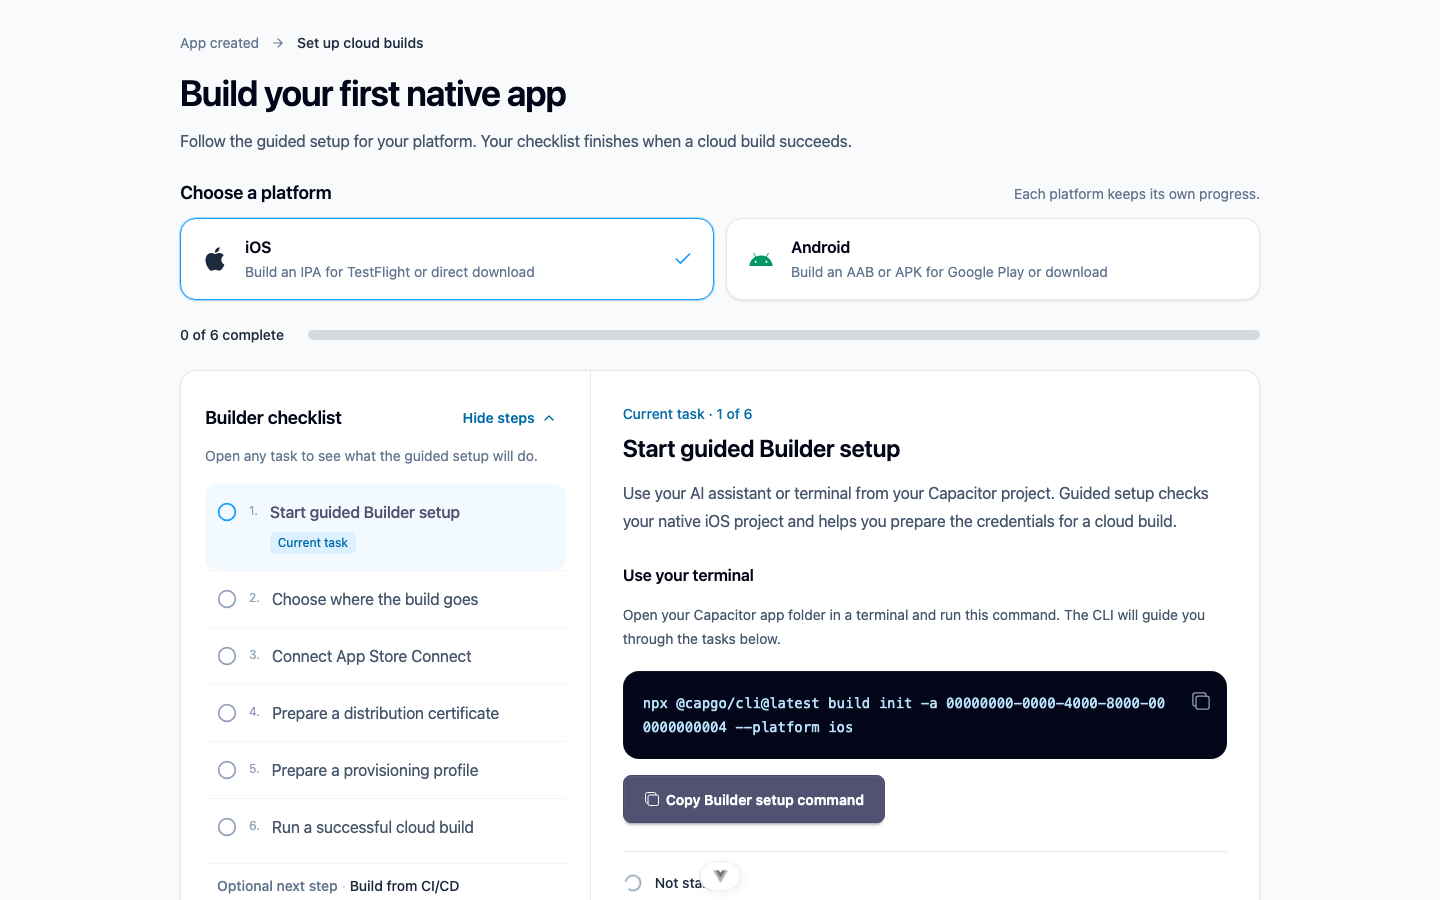 App created → Set up cloud builds
Build your first native app
Follow the guided setup for your platform. Your checklist finishes when a cloud build succeeds.
Choose a platform
Each platform keeps its own progress.
iOS
Build an IPA for TestFlight or direct download
Android
Build an AAB or APK for Google Play or download
0 of 6 complete
Builder checklist
Hide steps
Open any task to see what the guided setup will do.
1. Start guided Builder setup
Current task
2. Choose where the build goes
3. Connect App Store Connect
4. Prepare a distribution certificate
5. Prepare a provisioning profile
6. Run a successful cloud build
Optional next step · Build from CI/CD
Current task · 1 of 6
Start guided Builder setup
Use your AI assistant or terminal from your Capacitor project. Guided setup checks
your native iOS project and helps you prepare the credentials for a cloud build.
Use your terminal
Open your Capacitor app folder in a terminal and run this command. The CLI will guide you
through the tasks below.
npx @capgo/cli@latest build init -a 00000000-0000-4000-8000-00
0000000004 --platform ios
Copy Builder setup command
Not